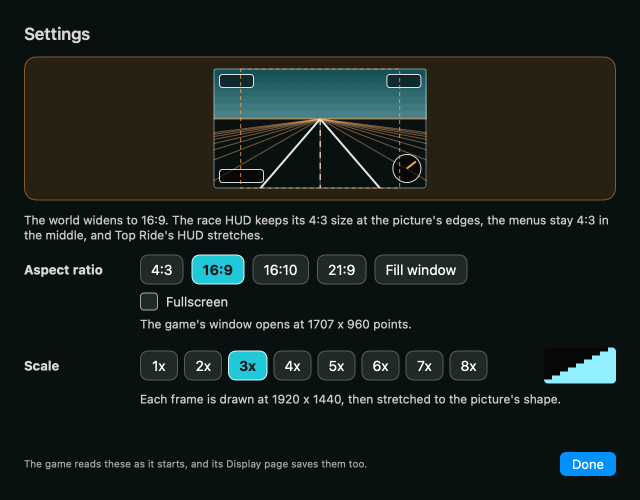 Settings
The world widens to 16:9. The race HUD keeps its 4:3 size at the picture's edges, the menus stay 4:3 in
the middle, and Top Ride's HUD stretches.
Aspect ratio
4:3
16:9
16:10
21:9
Fill window
Fullscreen
The game's window opens at 1707 x 960 points.
Scale
1x
2x
3x
4x
5x
6x
7x
8x
Each frame is drawn at 1920 x 1440, then stretched to the picture's shape.
The game reads these as it starts, and its Display page saves them too.
Done